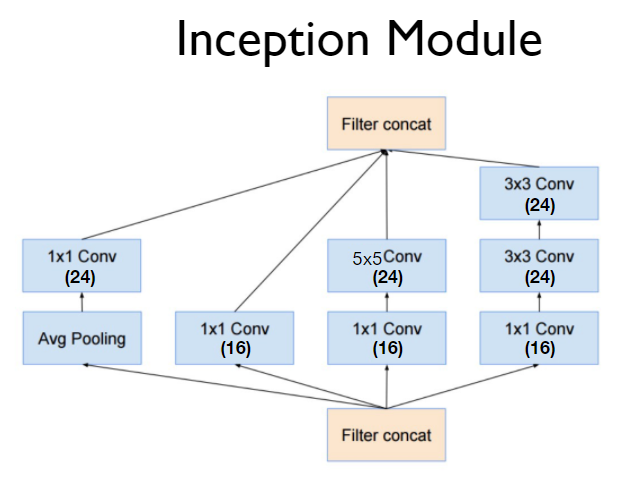 Inception Module
Filter concat
3x3 Conv
(24)
1x1 Conv
(24)
5x5Conv
(24)
3x3 Conv
(24)
Avg Pooling
1x1 Conv
(16)
1x1 Conv
(16)
1x1 Conv
(16)
Filter concat